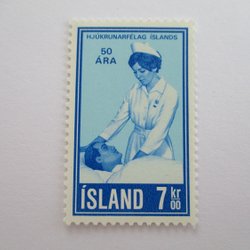 HJÚKRUNARFÉLAG ÍSLANDS
50
ÁRA
ÍSLAND 7 kr 00